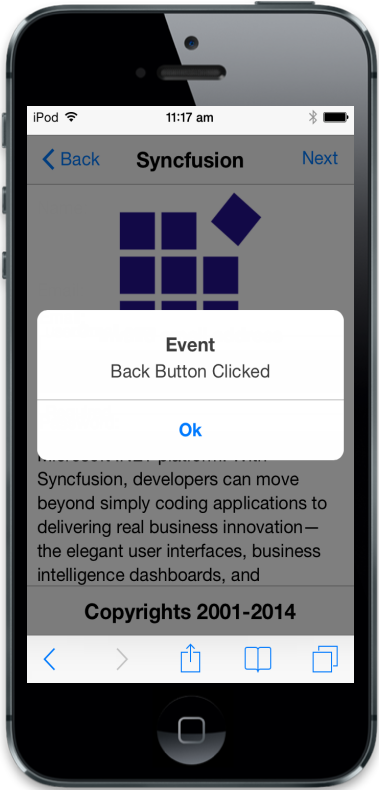 iPod 11:17 am
Back Syncfusion Next
Event
Back Button Clicked
Ok
Syncfusion, developers can move
beyond simply coding applications to
delivering real business innovation—
the elegant user interfaces, business
intelligence dashboards, and
Copyrights 2001-2014